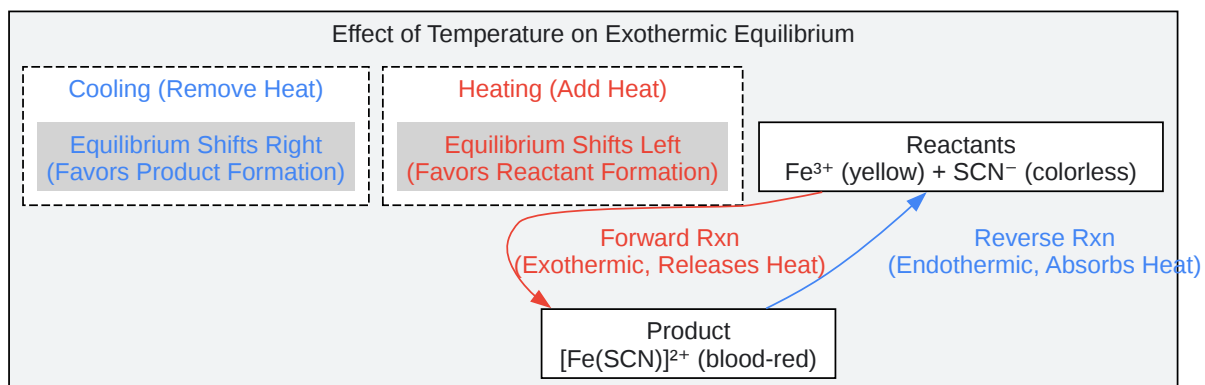 Effect of Temperature on Exothermic Equilibrium
Cooling (Remove Heat)
Equilibrium Shifts Right
(Favors Product Formation)
Heating (Add Heat)
Equilibrium Shifts Left
(Favors Reactant Formation)
Reactants
Fe³⁺ (yellow) + SCN⁻ (colorless)
Forward Rxn
(Exothermic, Releases Heat)
Reverse Rxn
(Endothermic, Absorbs Heat)
Product
[Fe(SCN)]²⁺ (blood-red)